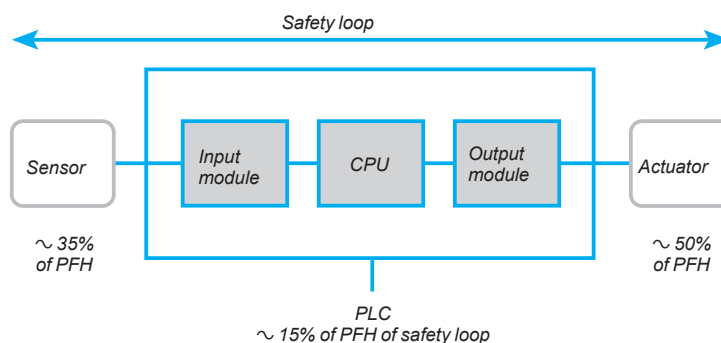 Safety loop
Sensor
Input
module
CPU
Output
module
Actuator
~ 35%
of PFH
~ 50%
of PFH
PLC
~ 15% of PFH of safety loop